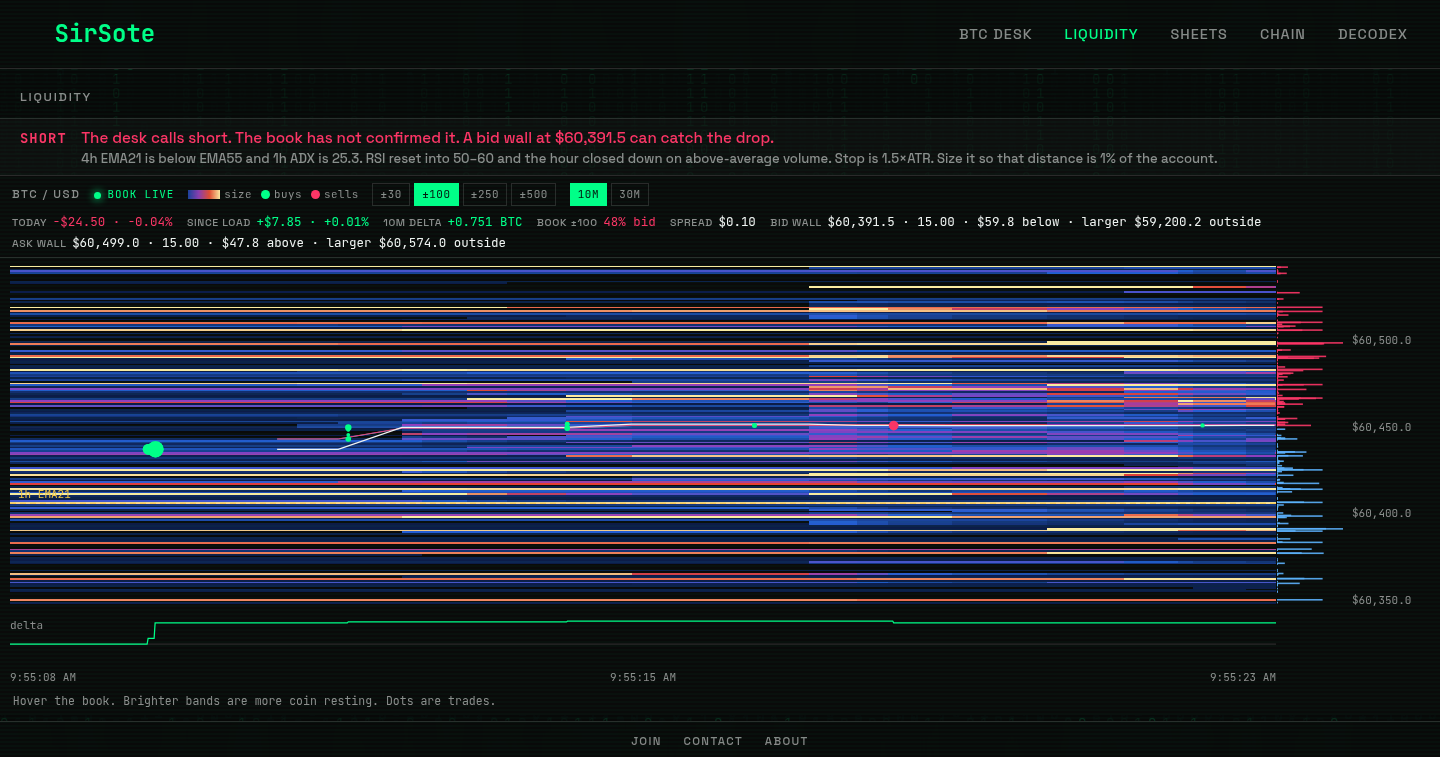 SirSote
BTC DESK LIQUIDITY SHEETS CHAIN DECODEX
LIQUIDITY
SHORT The desk calls short. The book has not confirmed it. A bid wall at $60,391.5 can catch the drop.
4h EMA21 is below EMA55 and 1h ADX is 25.3. RSI reset into 50–60 and the hour closed down on above-average volume. Stop is 1.5×ATR. Size it so that distance is 1% of the account.
BTC / USD BOOK LIVE size buys sells ±30 ±100 ±250 ±500 10M 30M
TODAY -$24.50 · -0.04% SINCE LOAD +$7.85 · +0.01% 10M DELTA +0.751 BTC BOOK ±100 48% bid SPREAD $0.10 BID WALL $60,391.5 · 15.00 · $59.8 below · larger $59,200.2 outside
ASK WALL $60,499.0 · 15.00 · $47.8 above · larger $60,574.0 outside
$60,500.0
$60,450.0
1h EMA21
$60,400.0
$60,350.0
delta
9:55:08 AM 9:55:15 AM 9:55:23 AM
Hover the book. Brighter bands are more coin resting. Dots are trades.
JOIN CONTACT ABOUT